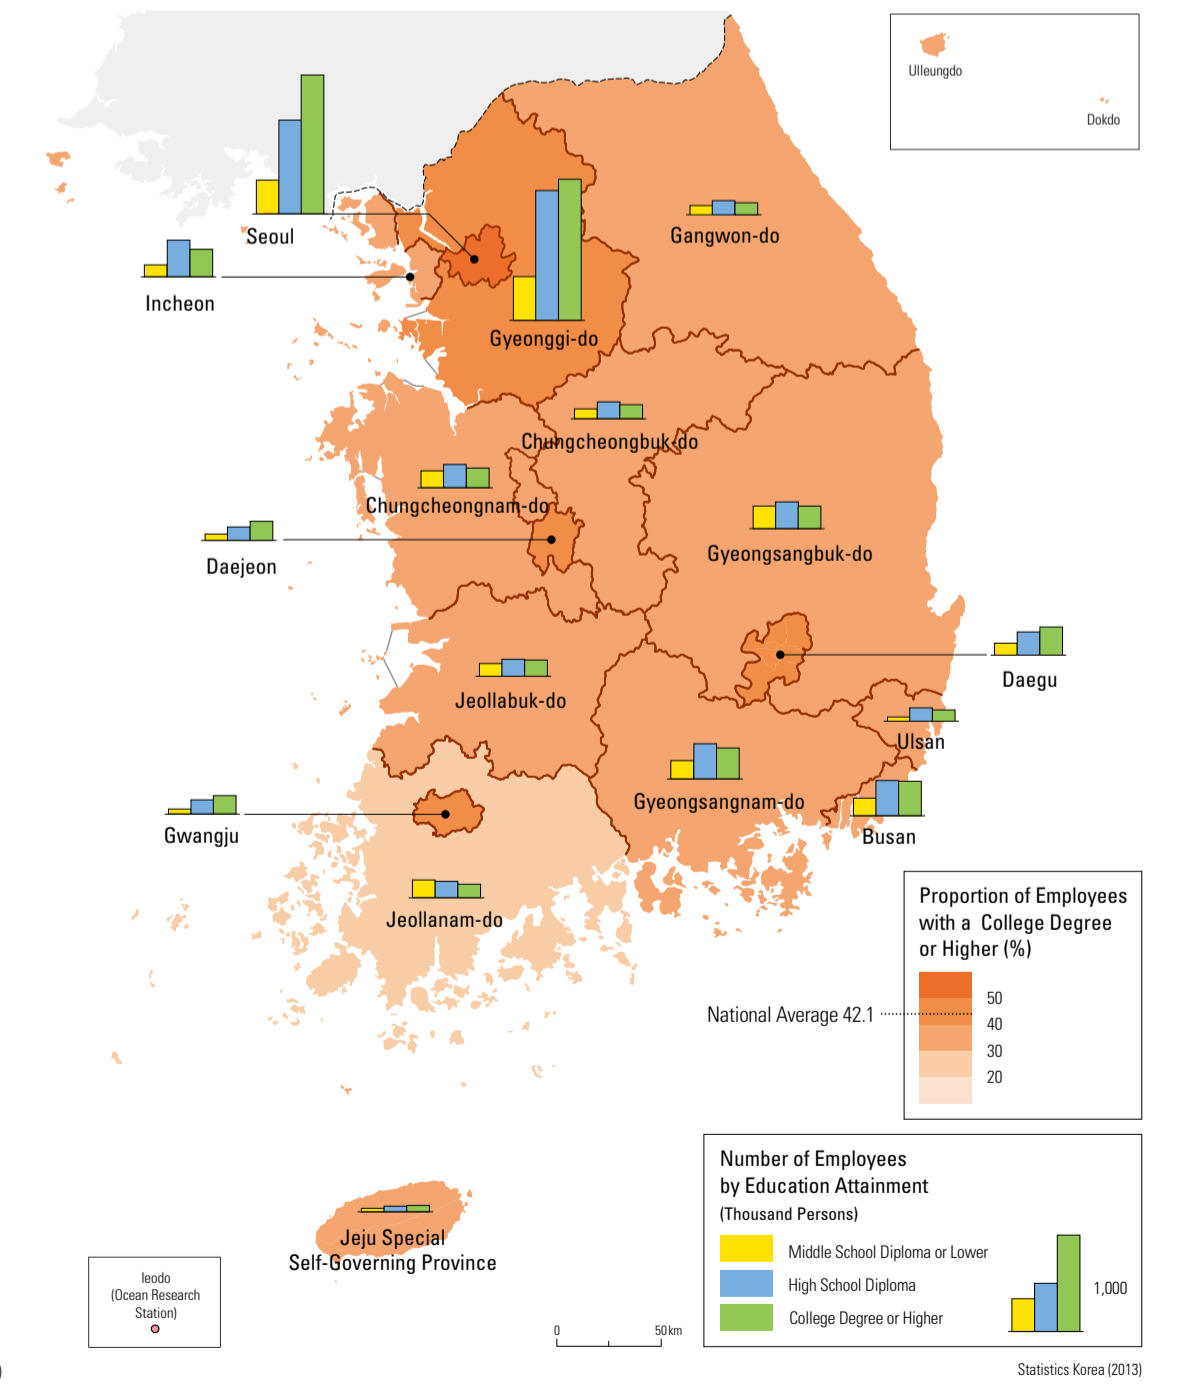 Ulleungdo
Dokdo
Seoul
Gangwon-do
Incheon
Gyeonggi-do
Chungcheongbuk-do
Chungcheongnam-do
Gyeongsangbuk-do
Daejeon
Daegu
Jeollabuk-do
Ulsan
Gyeongsangnam-do
Gwangju
Busan
Jeollanam-do
Proportion of Employees
with a College Degree
or Higher (%)
50
National Average 42.1
40
30
20
Jeju Special
Self-Governing Province
Ieodo
(Ocean Research
Station)
0 50km
Number of Employees
by Education Attainment
(Thousand Persons)
Middle School Diploma or Lower
High School Diploma
College Degree or Higher
1,000
Statistics Korea (2013)
)